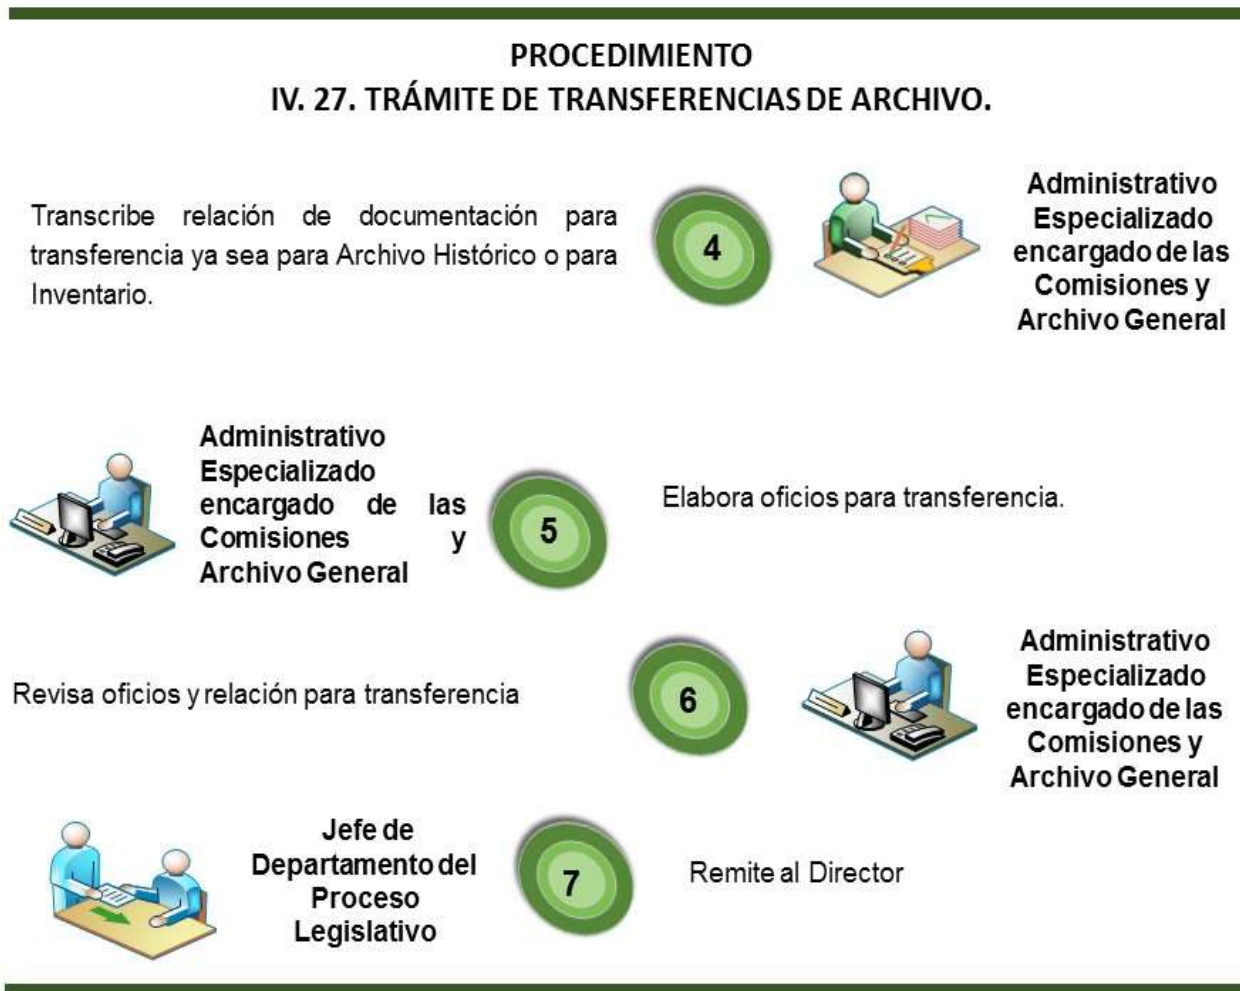 PROCEDIMIENTO
IV. 27. TRÁMITE DE TRANSFERENCIAS DE ARCHIVO.
Transcribe relación de documentación para
transferencia ya sea para Archivo Histórico o para
Inventario.
4
Administrativo
Especializado
encargado de las
Comisiones y
Archivo General
Administrativo
Especializado
encargado de las
Comisiones y
Archivo General
5
Elabora oficios para transferencia.
Revisa oficios y relación para transferencia
6
Administrativo
Especializado
encargado de las
Comisiones y
Archivo General
Jefe de
Departamento del
Proceso
Legislativo
7
Remite al Director